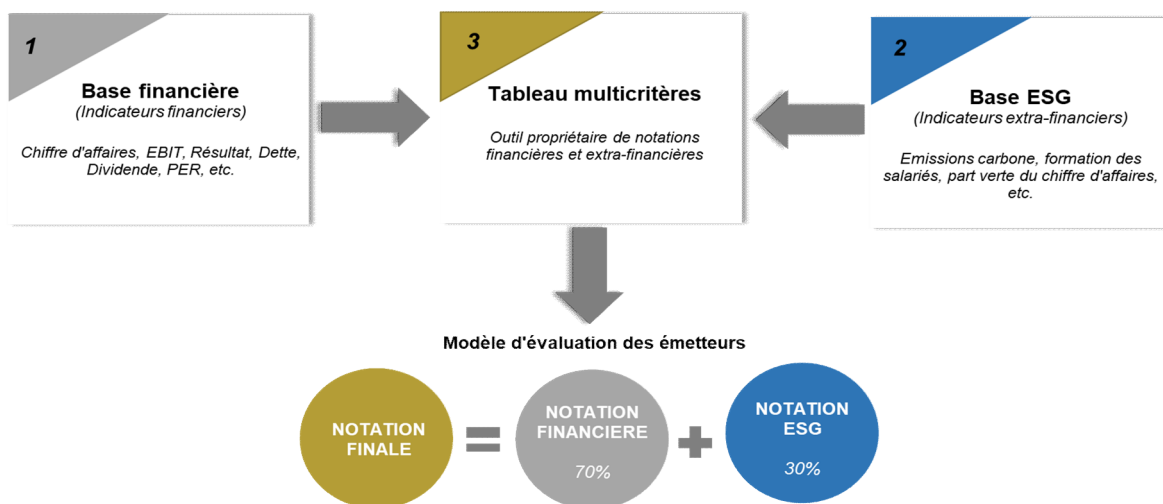 1
Base financière
(Indicateurs financiers)
Chiffre d'affaires, EBIT, Résultat, Dette,
Dividende, PER, etc.
3
Tableau multicritères
Outil propriétaire de notations
financières et extra-financières
2
Base ESG
(Indicateurs extra-financiers)
Emissions carbone, formation des
salariés, part verte du chiffre d'affaires,
etc.
Modèle d'évaluation des émetteurs
NOTATION
FINALE
=
NOTATION
FINANCIERE
70%
+
NOTATION
ESG
30%